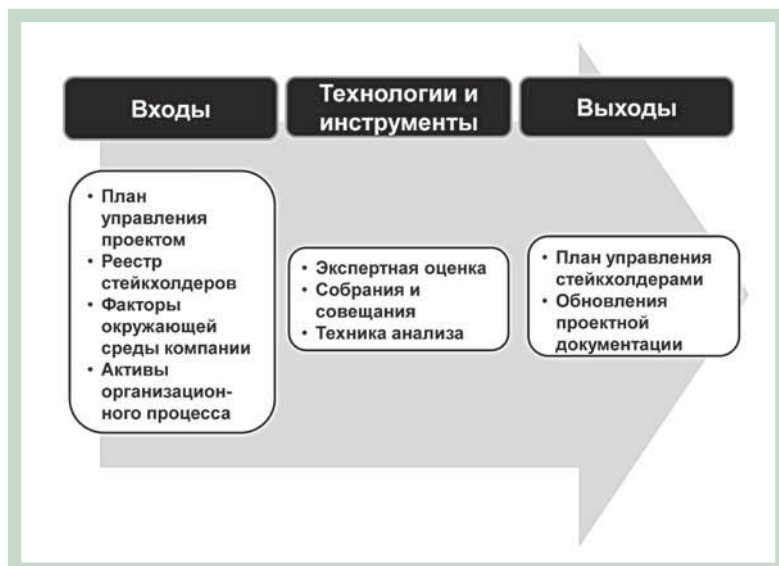 Входы
• План
управления
проектом
• Реестр
стейкхолдеров
• Факторы
окружающей
среды компании
• Активы
организацион-
ного процесса
Технологии и
инструменты
• Экспертная оценка
• Собрания и
совещания
• Техника анализа
Выходы
• План управления
стейкхолдерами
• Обновления
проектной
документации